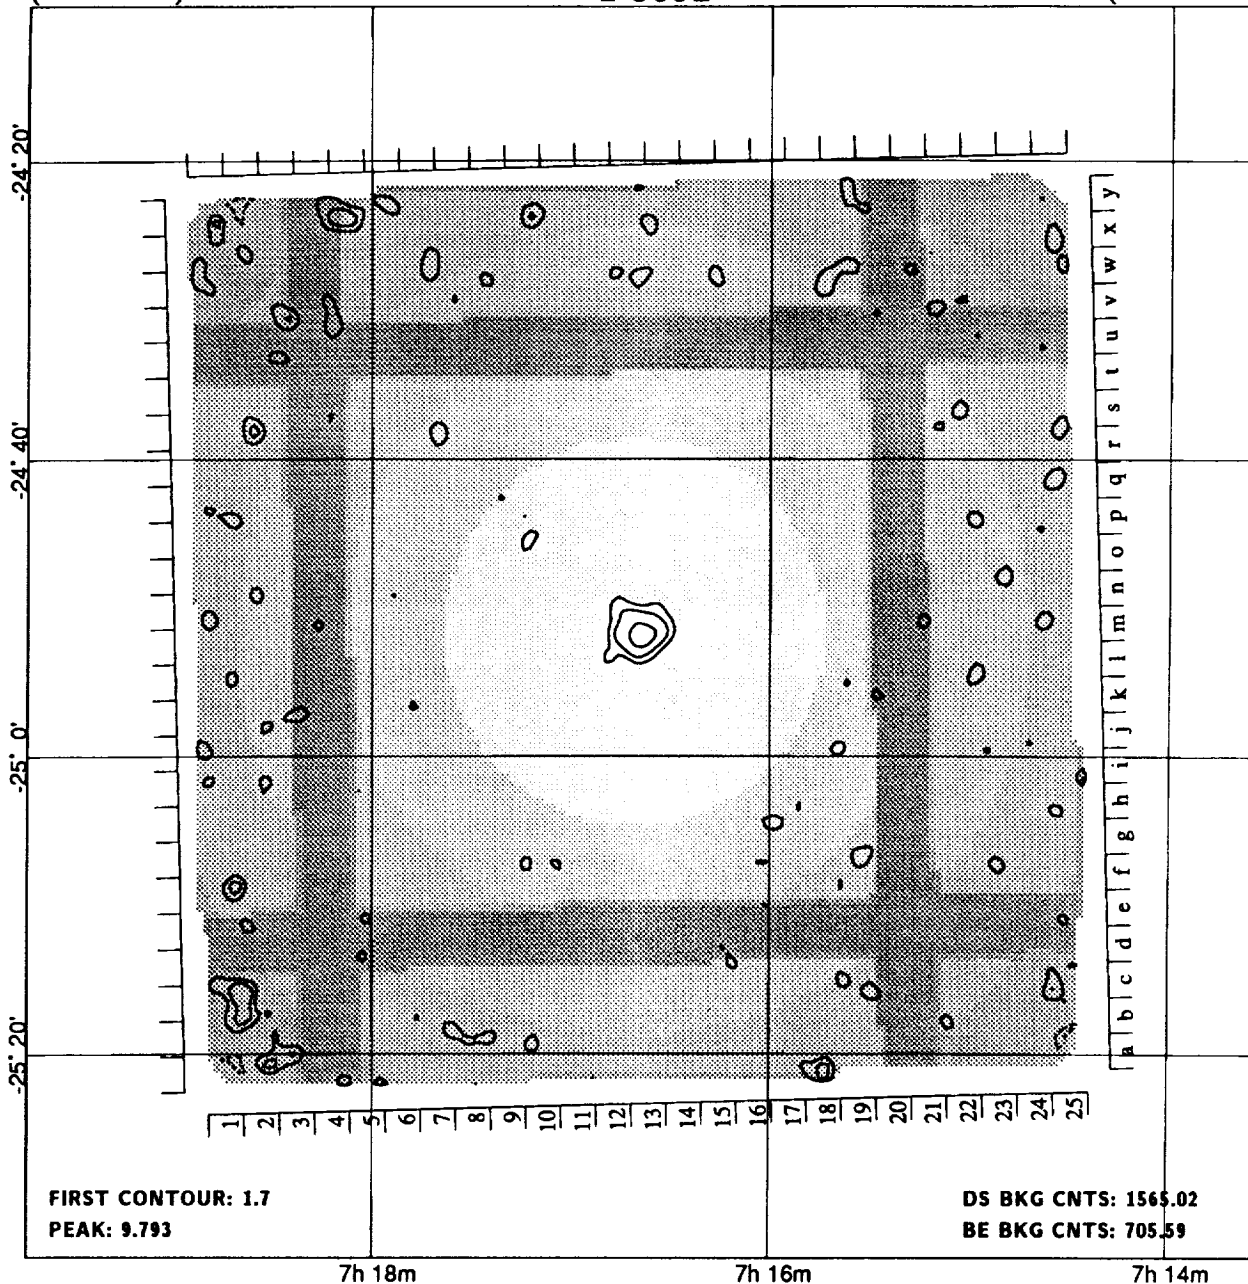 -24° 20'
-24° 40'
-25° 0'
-25° 20'
y
x
w
v
u
t
s
r
q
p
o
n
m
l
k
j
i
h
g
f
e
d
c
b
a
1 2 3 4 5 6 7 8 9 10 11 12 13 14 15 16 17 18 19 20 21 22 23 24 25
FIRST CONTOUR: 1.7
PEAK: 9.793
DS BKG CNTS: 1565.02
BE BKG CNTS: 705.59
7h 18m 7h 16m 7h 14m